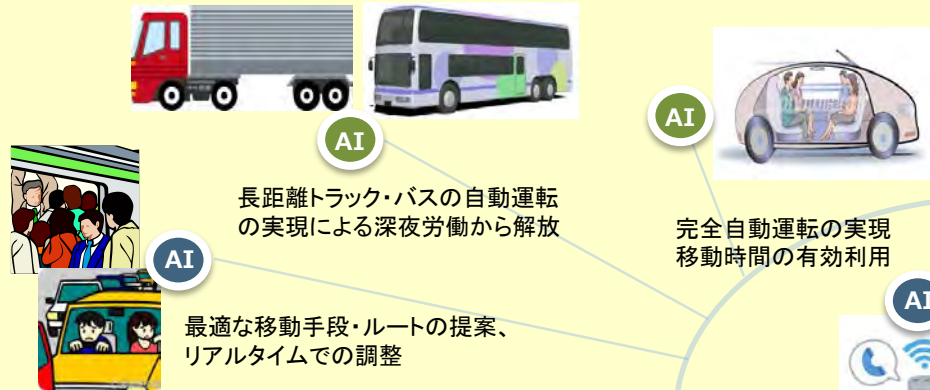 AI
長距離トラック・バスの自動運転
の実現による深夜労働から解放
AI
完全自動運転の実現
移動時間の有効利用
AI
最適な移動手段・ルートの提案、
リアルタイムでの調整
AI